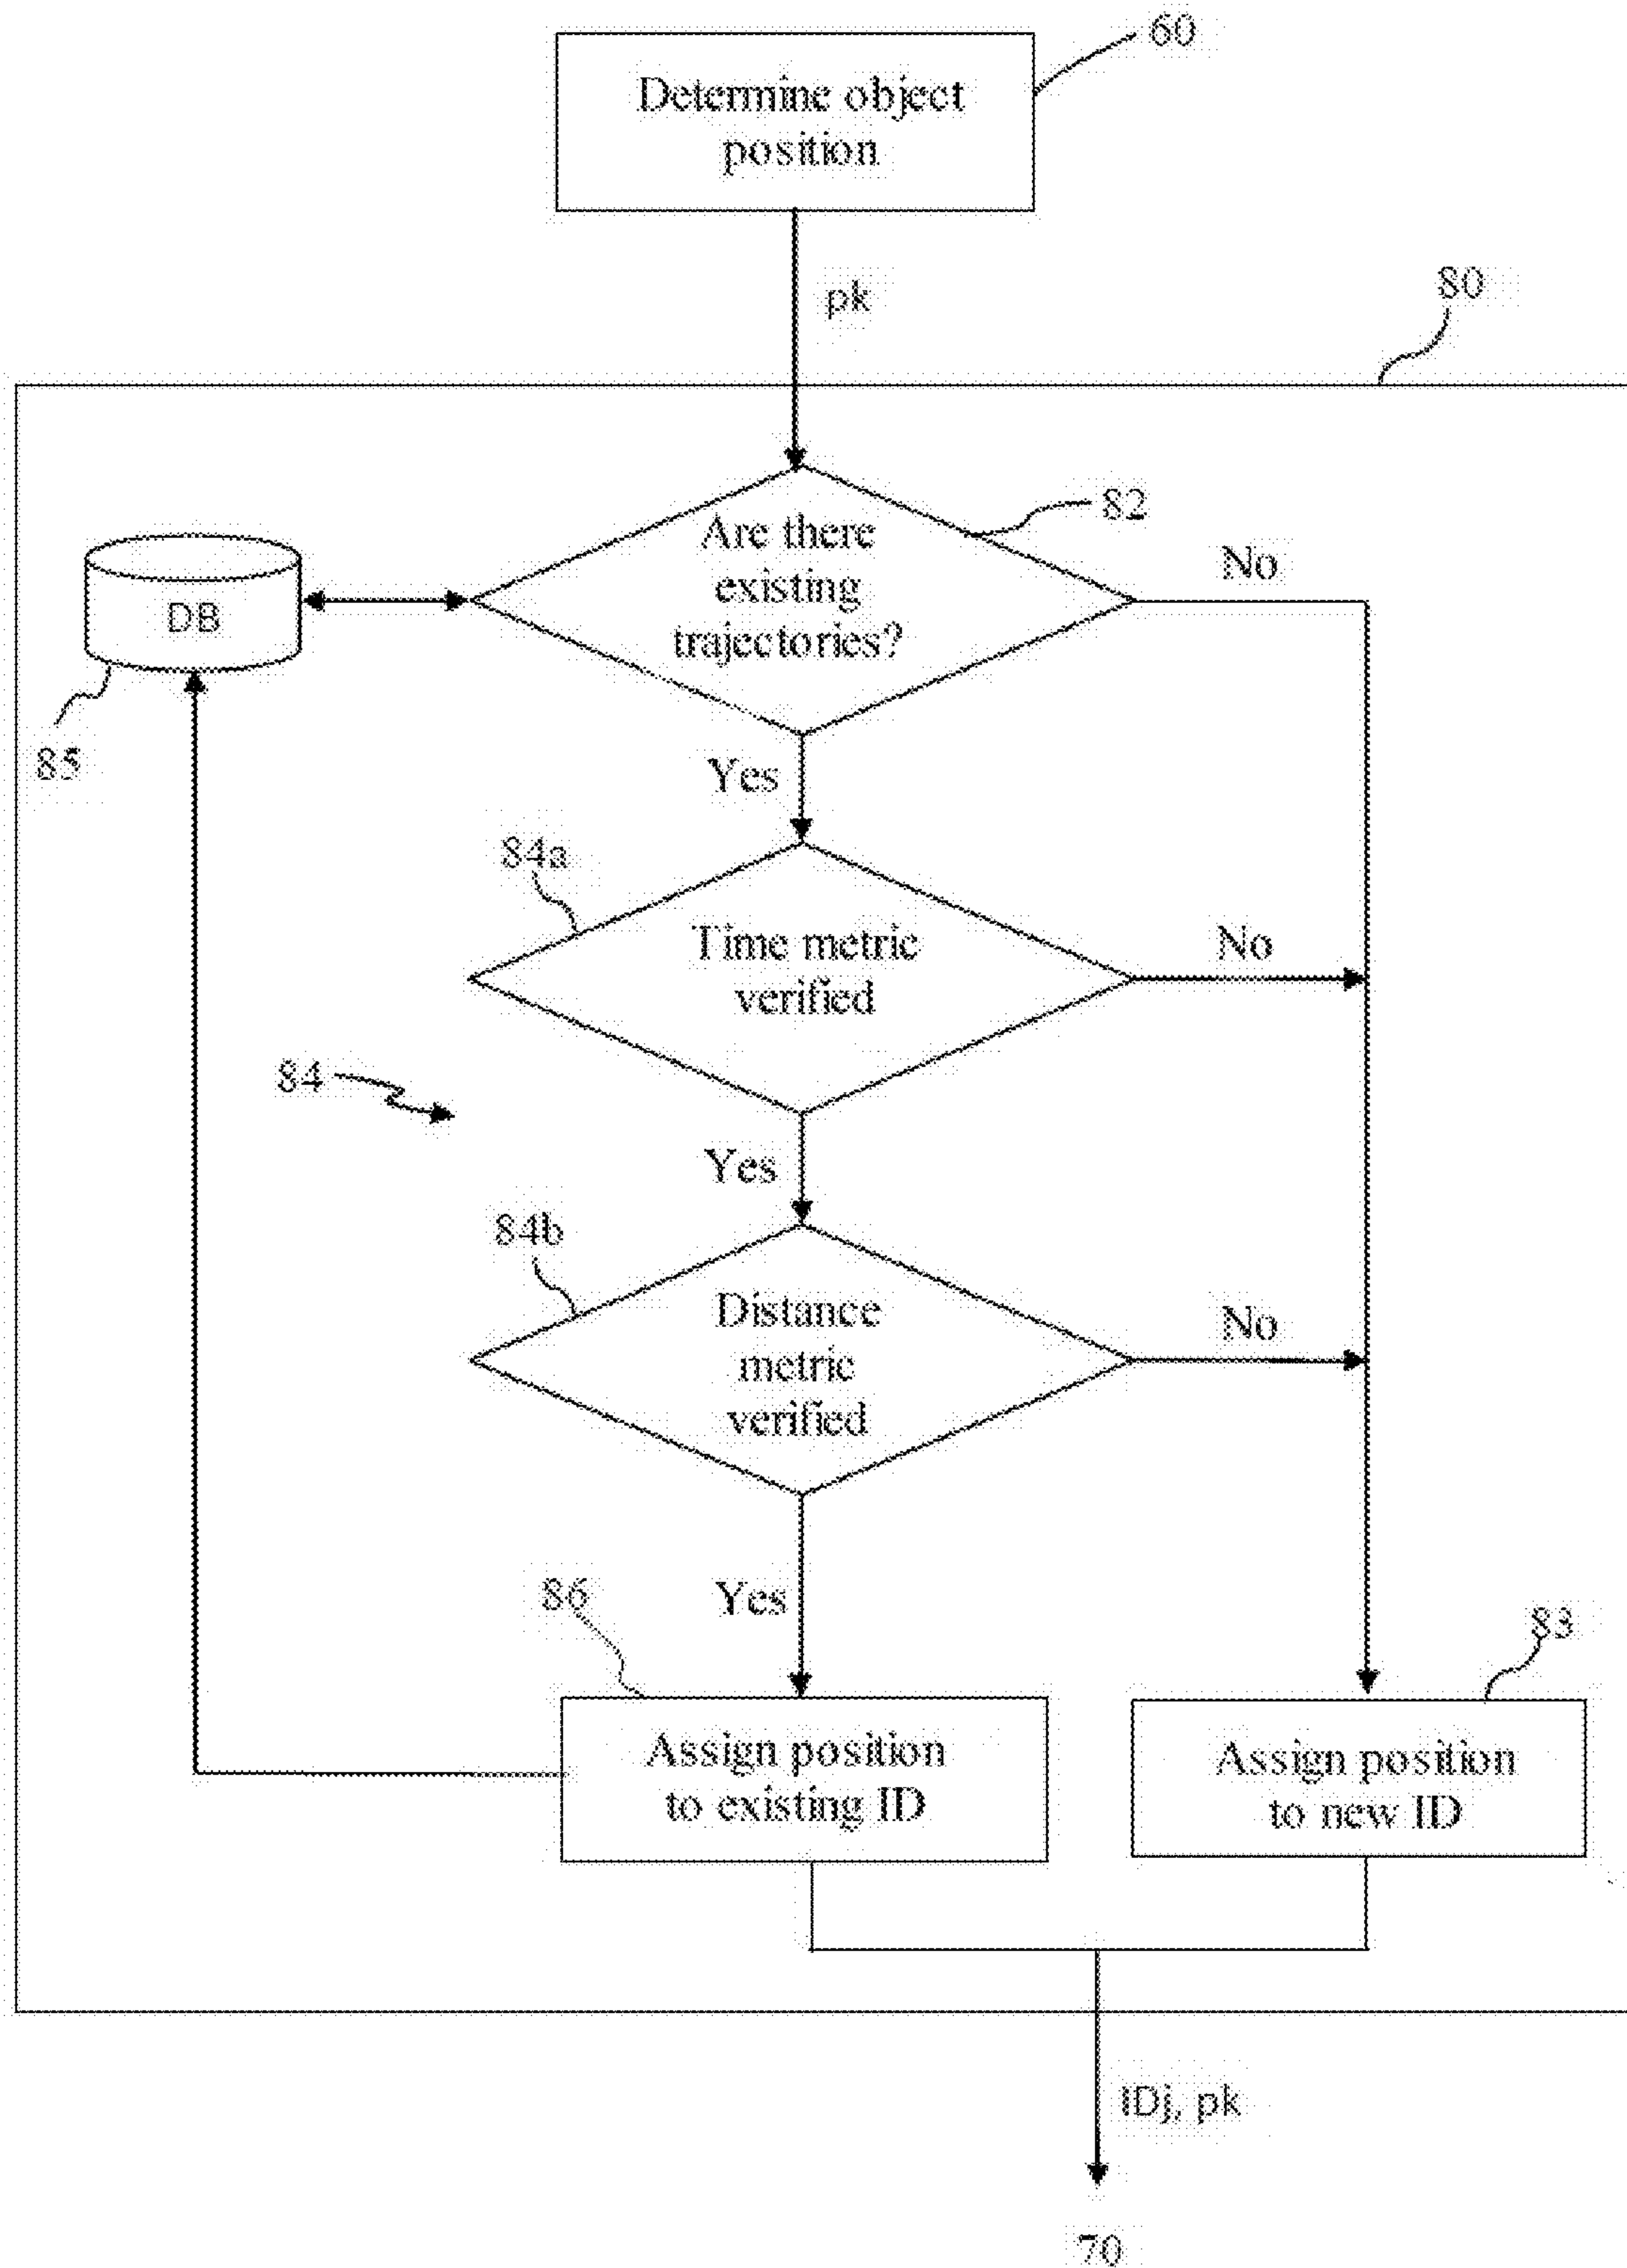 60
Determine object
position
pk
80
82
Are there
existing
trajectories?
No
DB
85
Yes
84a
Time metric
verified
No
84
Yes
84b
Distance
metric
verified
No
Yes
86
83
Assign position
to existing ID
Assign position
to new ID
IDj, pk
70